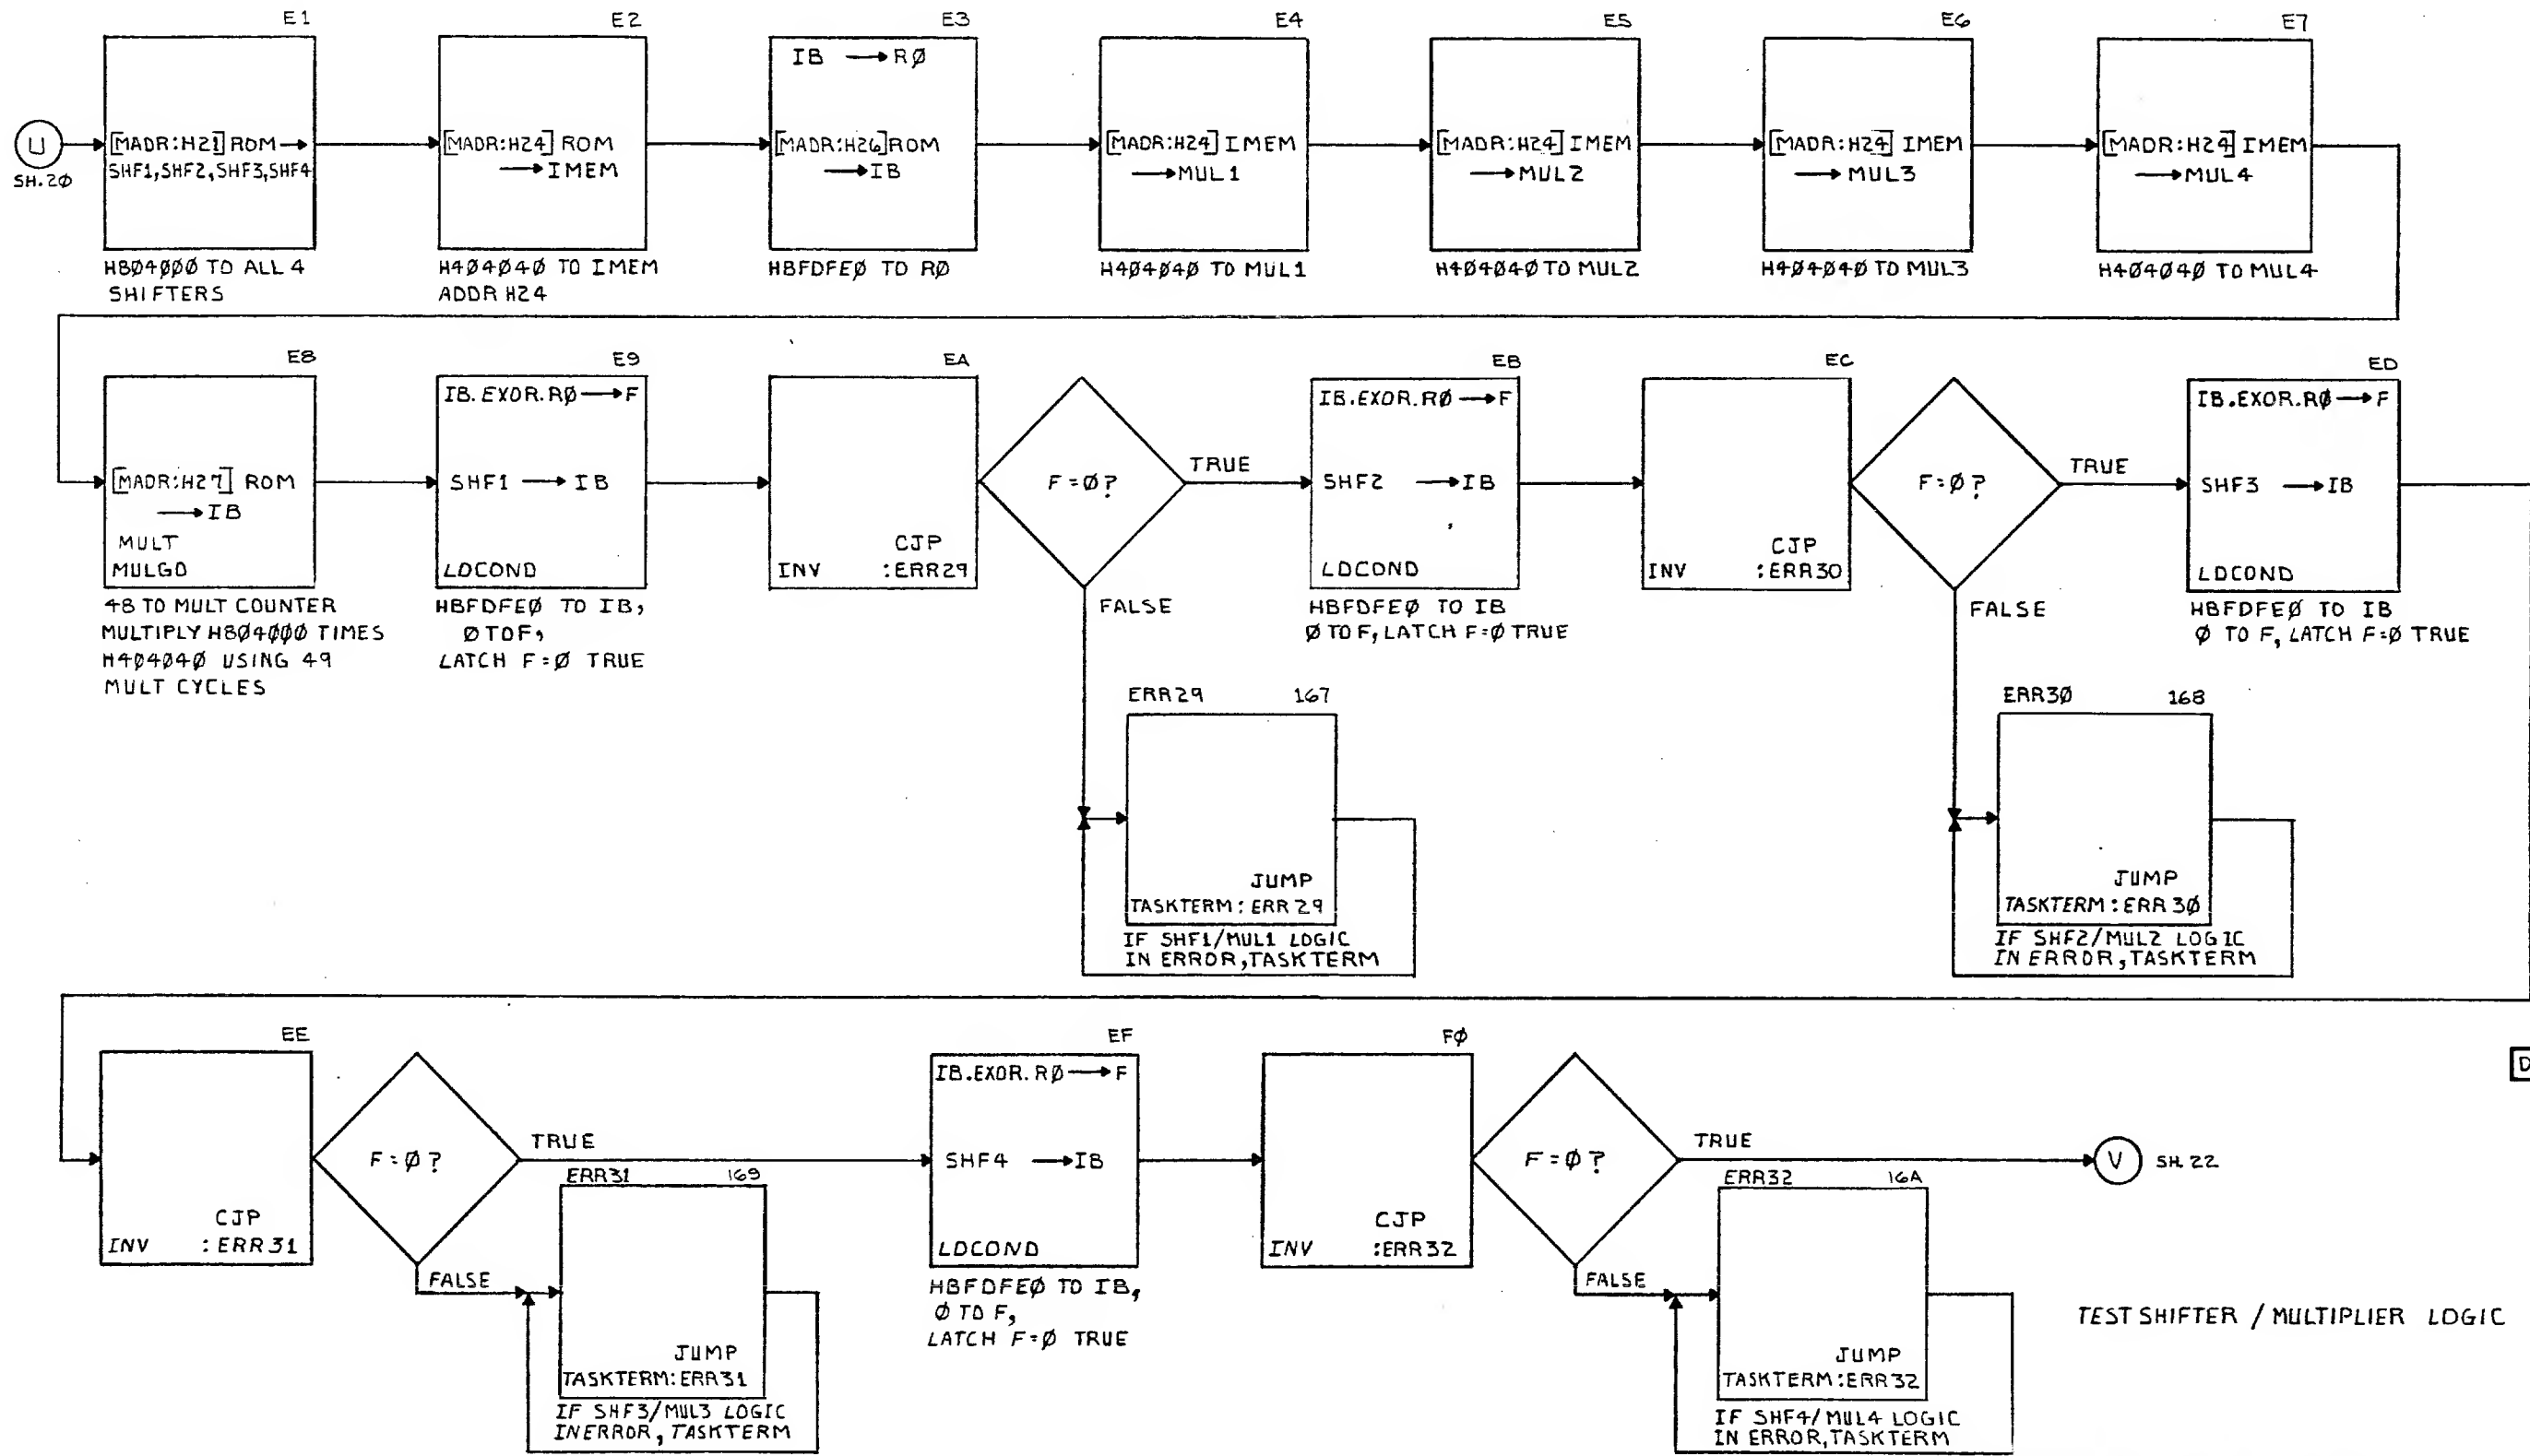 U
SH.2Ø
E1
[MADR:H21] ROM→
SHF1,SHF2,SHF3,SHF4
H8Ø4ØØØ TO ALL 4
SHIFTERS
E2
[MADR:H24] ROM
→IMEM
H4Ø4Ø4Ø TO IMEM
ADDR H24
E3
IB →RØ
[MADR:H26]ROM
→IB
HBFDFEØ TO RØ
E4
[MADR:H24] IMEM
→MUL1
H4Ø4Ø4Ø TO MUL1
E5
[MADR:H24] IMEM
→MUL2
H4Ø4Ø4Ø TO MUL2
E6
[MADR:H24] IMEM
→MUL3
H4Ø4Ø4Ø TO MUL3
E7
[MADR:H24] IMEM
→MUL4
H4Ø4Ø4Ø TO MUL4
E8
[MADR:H27] ROM
→IB
MULT
MULGO
48 TO MULT COUNTER
MULTIPLY H8Ø4ØØØ TIMES
H4Ø4Ø4Ø USING 49
MULT CYCLES
E9
IB.EXOR.RØ→F
SHF1 →IB
LDCOND
HBFDFEØ TO IB,
Ø TO F,
LATCH F=Ø TRUE
EA
CJP
INV :ERR29
F=Ø?
TRUE
FALSE
EB
IB.EXOR.RØ→F
SHF2 →IB
LDCOND
HBFDFEØ TO IB
Ø TO F, LATCH F=Ø TRUE
EC
CJP
INV :ERR30
F=Ø?
TRUE
FALSE
ED
IB.EXOR.RØ→F
SHF3 →IB
LDCOND
HBFDFEØ TO IB
Ø TO F, LATCH F=Ø TRUE
ERR29 167
JUMP
TASKTERM:ERR29
IF SHF1/MUL1 LOGIC
IN ERROR,TASKTERM
ERR3Ø 168
JUMP
TASKTERM:ERR3Ø
IF SHF2/MUL2 LOGIC
IN ERROR,TASKTERM
EE
CJP
INV :ERR31
F=Ø?
TRUE
FALSE
ERR31 169
JUMP
TASKTERM:ERR31
IF SHF3/MUL3 LOGIC
IN ERROR, TASKTERM
EF
IB.EXOR.RØ→F
SHF4 →IB
LDCOND
HBFDFEØ TO IB,
Ø TO F,
LATCH F=Ø TRUE
FØ
CJP
INV :ERR32
F=Ø?
TRUE
FALSE
ERR32 16A
JUMP
TASKTERM:ERR32
IF SHF4/MUL4 LOGIC
IN ERROR,TASKTERM
V
SH.22
D
TEST SHIFTER / MULTIPLIER LOGIC